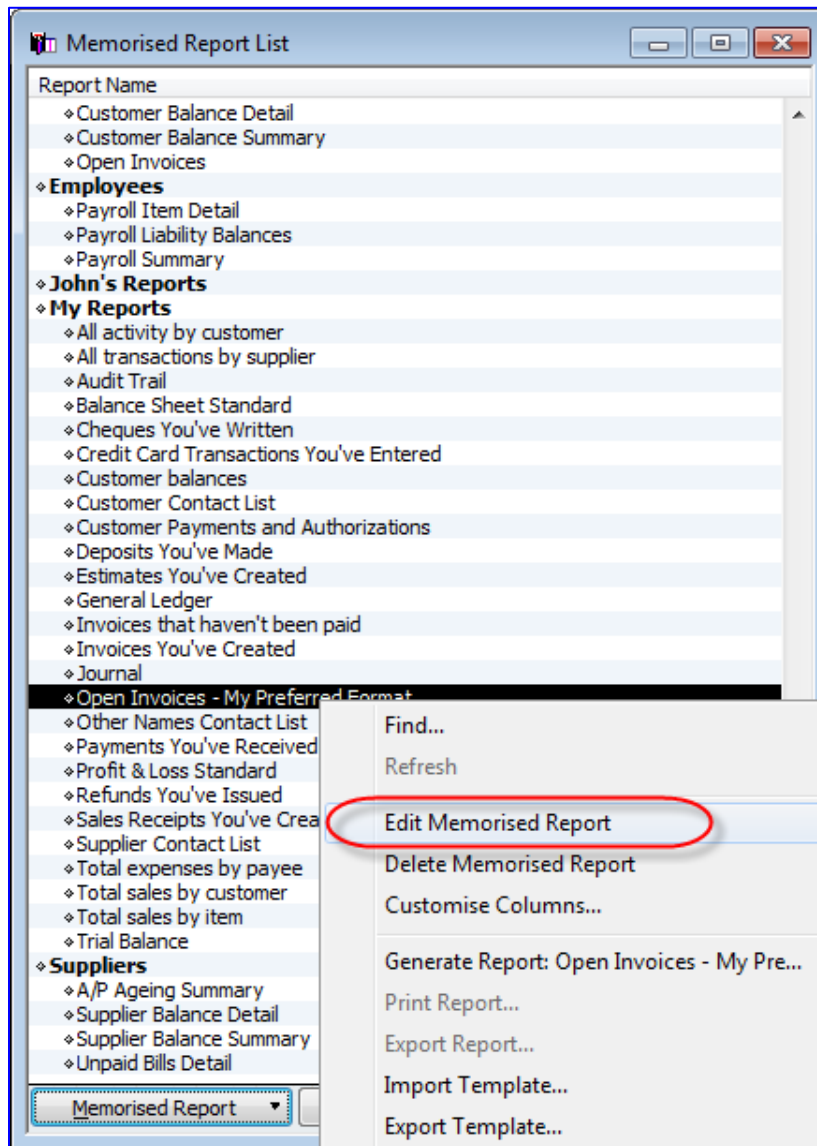 Memorised Report List
Report Name
Customer Balance Detail
Customer Balance Summary
Open Invoices
Employees
Payroll Item Detail
Payroll Liability Balances
Payroll Summary
John's Reports
My Reports
All activity by customer
All transactions by supplier
Audit Trail
Balance Sheet Standard
Cheques You've Written
Credit Card Transactions You've Entered
Customer balances
Customer Contact List
Customer Payments and Authorizations
Deposits You've Made
Estimates You've Created
General Ledger
Invoices that haven't been paid
Invoices You've Created
Journal
Open Invoices - My Preferred Format
Other Names Contact List
Payments You've Received
Profit & Loss Standard
Refunds You've Issued
Sales Receipts You've Crea
Supplier Contact List
Total expenses by payee
Total sales by customer
Total sales by item
Trial Balance
Suppliers
A/P Ageing Summary
Supplier Balance Detail
Supplier Balance Summary
Unpaid Bills Detail
Memorised Report
Find...
Refresh
Edit Memorised Report
Delete Memorised Report
Customise Columns...
Generate Report: Open Invoices - My Pre...
Print Report...
Export Report...
Import Template...
Export Template...